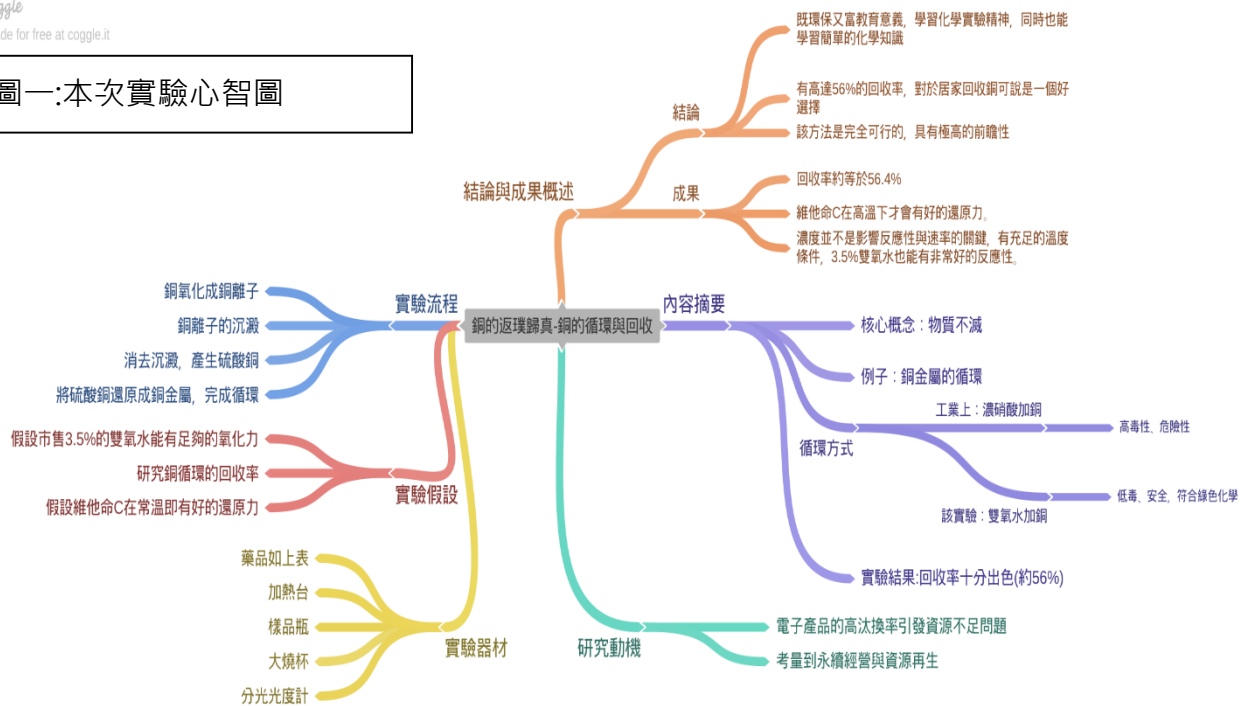 ggle
de for free at coggle.it
圖一:本次實驗心智圖
銅的返璞歸真-銅的循環與回收
結論與成果概述
結論
既環保又富教育意義，學習化學實驗精神，同時也能
學習簡單的化學知識
有高達56%的回收率，對於居家回收銅可說是一個好
選擇
該方法是完全可行的，具有極高的前瞻性
成果
回收率約等於56.4%
維他命C在高溫下才會有好的還原力。
濃度並不是影響反應性與速率的關鍵，有充足的溫度
條件，3.5%雙氧水也能有非常好的反應性。
內容摘要
核心概念：物質不滅
例子：銅金屬的循環
循環方式
工業上：濃硝酸加銅
高毒性、危險性
該實驗：雙氧水加銅
低毒、安全，符合綠色化學
實驗結果:回收率十分出色(約56%)
研究動機
電子產品的高汰換率引發資源不足問題
考量到永續經營與資源再生
實驗流程
銅氧化成銅離子
銅離子的沉澱
消去沉澱，產生硫酸銅
將硫酸銅還原成銅金屬，完成循環
實驗假設
假設市售3.5%的雙氧水能有足夠的氧化力
研究銅循環的回收率
假設維他命C在常溫即有好的還原力
實驗器材
藥品如上表
加熱台
樣品瓶
大燒杯
分光光度計